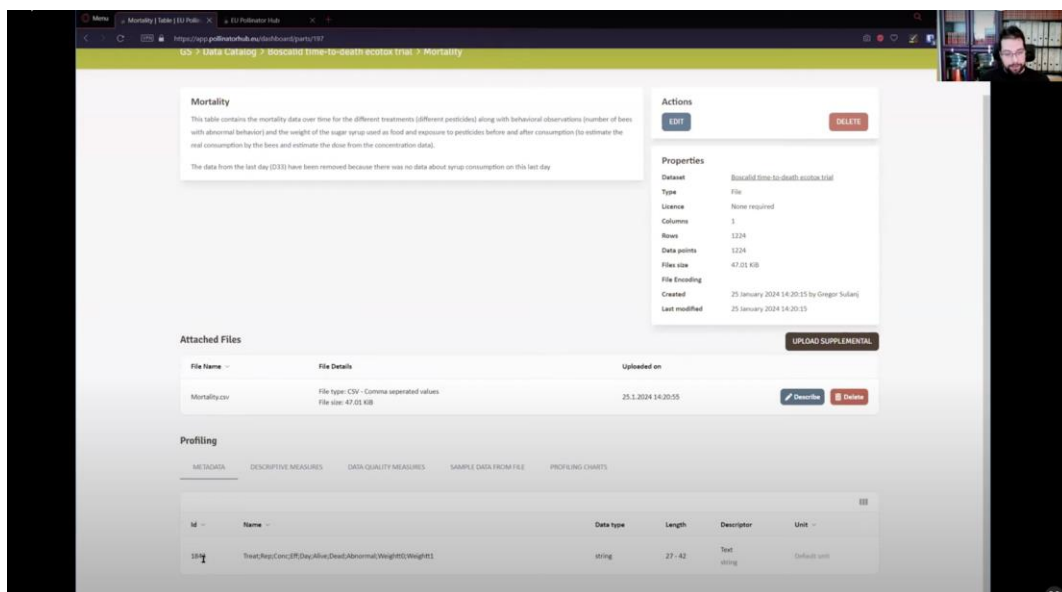 Menu
Mortality | Table | EU Pollin
EU Pollinator Hub
https://app.pollinatorhub.eu/dashboard/parts/197
GS > Data Catalog > Boscalid time-to-death ecotox trial > Mortality
Mortality
This table contains the mortality data over time for the different treatments (different pesticides) along with behavioral observations (number of bees
with abnormal behavior) and the weight of the sugar syrup used as food and exposure to pesticides before and after consumption (to estimate the
real consumption by the bees and estimate the dose from the concentration data).
The data from the last day (D33) have been removed because there was no data about syrup consumption on this last day
Actions
EDIT
DELETE
Properties
Dataset Boscalid time-to-death ecotox trial
Type File
Licence None required
Columns 1
Rows 1224
Data points 1224
Files size 47.01 KiB
File Encoding
Created 25 January 2024 14:20:15 by Gregor Sušanj
Last modified 25 January 2024 14:20:15
Attached Files
UPLOAD SUPPLEMENTAL
File Name File Details Uploaded on
Mortality.csv
File type: CSV - Comma seperated values
File size: 47.01 KiB
25.1.2024 14:20:55
Describe
Delete
Profiling
METADATA DESCRIPTIVE MEASURES DATA QUALITY MEASURES SAMPLE DATA FROM FILE PROFILING CHARTS
Id Name Data type Length Descriptor Unit
Treat;Rep;Conc;Eff;Day;Alive;Dead;Abnormal;Weightt0;Weightt1 string 27 - 42 Text Default unit
string